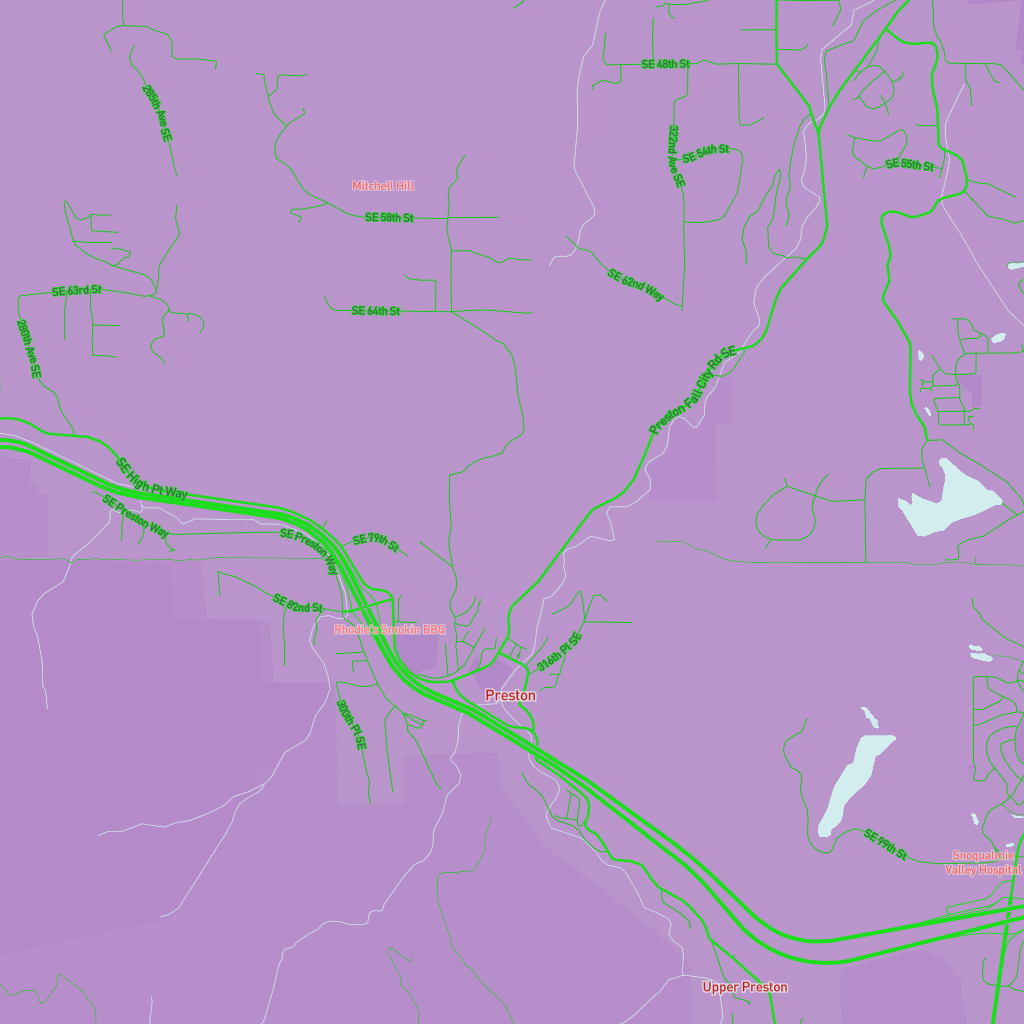 SE 48th St
285th Ave SE
322nd Ave SE
SE 54th St
SE 55th St
Mitchell Hill
SE 58th St
SE 62nd Way
SE 63rd St
SE 64th St
280th Ave SE
Preston Fall City Rd SE
SE High Pt Way
SE Preston Way
SE Preston Way
SE 79th St
SE 82nd St
Rhodie's Smokin BBQ
316th Pl SE
Preston
300th Pl SE
SE 99th St
Snoqualmie
Valley Hospital
Upper Preston